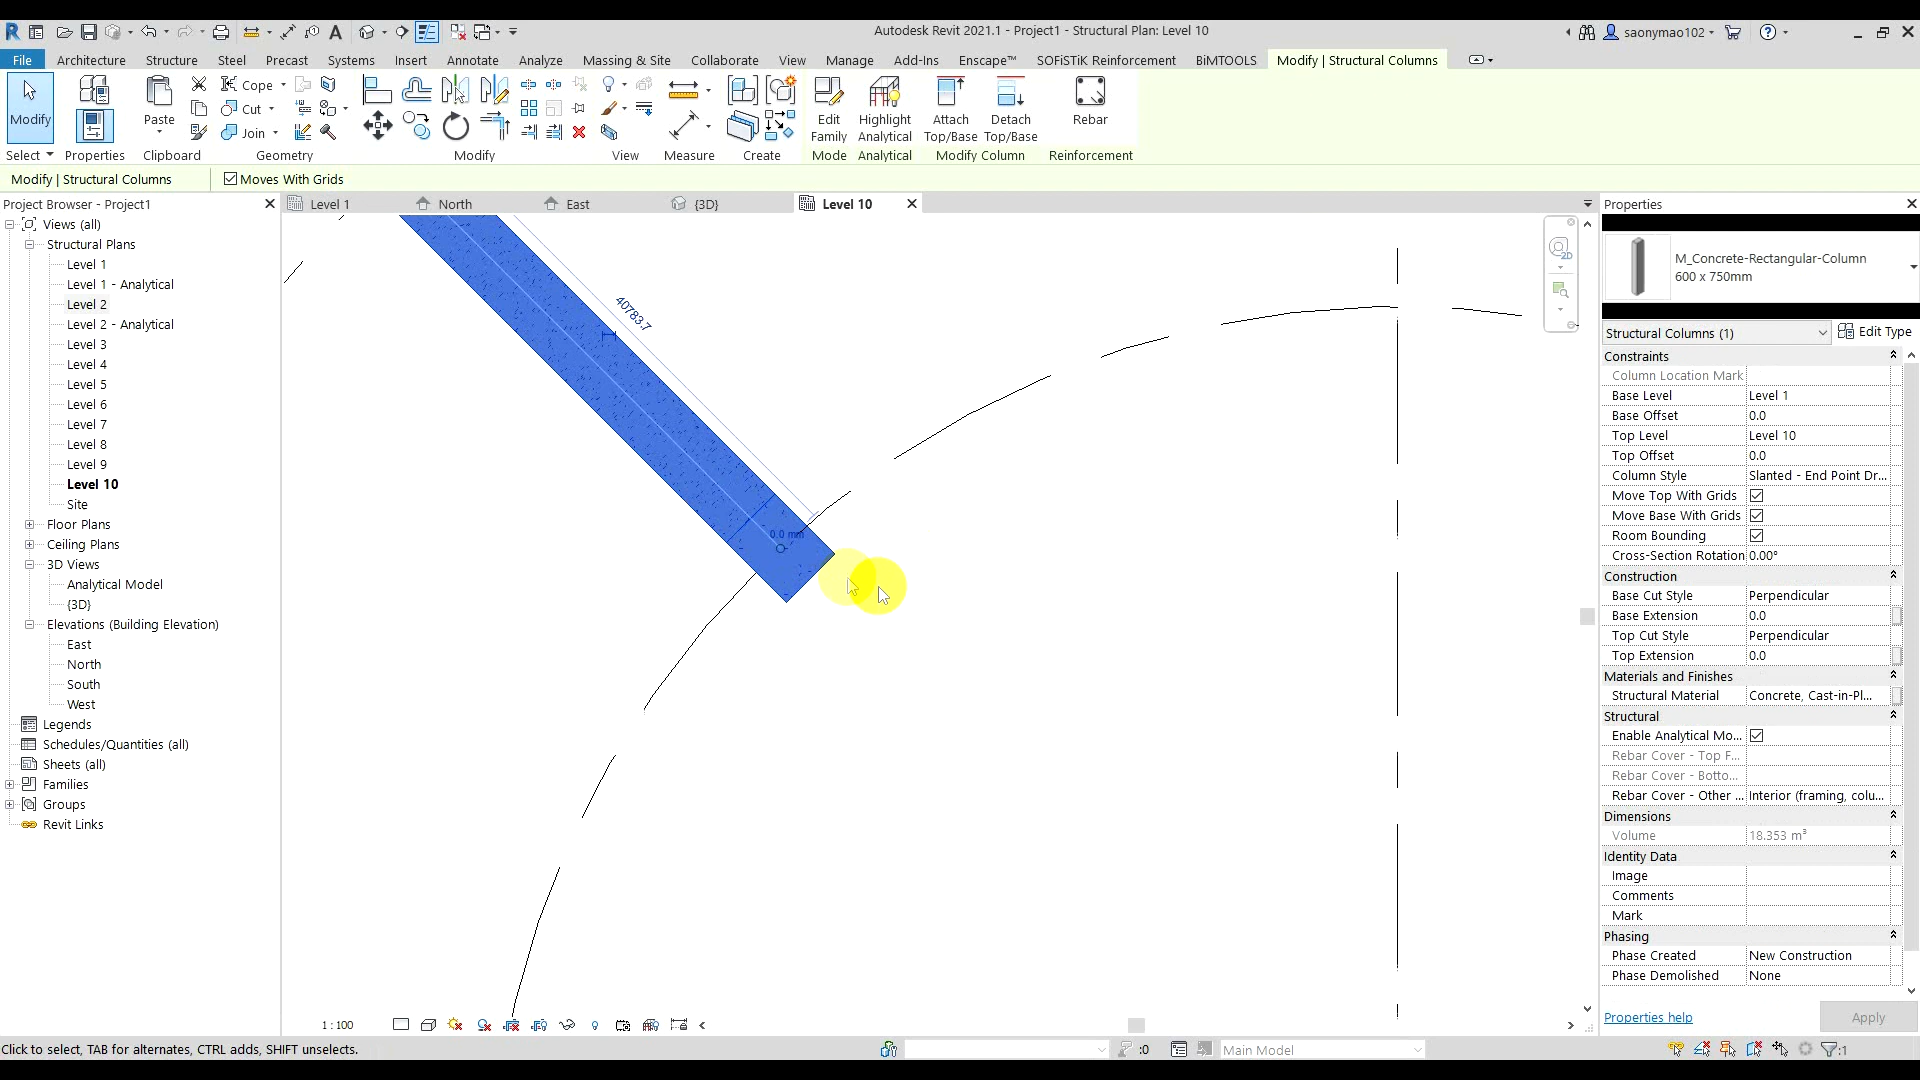 Autodesk Revit 2021.1 - Project1 - Structural Plan: Level 10
saonymao102
File Architecture Structure Steel Precast Systems Insert Annotate Analyze Massing & Site Collaborate View Manage Add-Ins Enscape™ SOFiSTiK Reinforcement BiMTOOLS Modify | Structural Columns
Modify
Paste
Cope
Cut
Join
Edit Family
Highlight Analytical
Attach Top/Base
Detach Top/Base
Rebar
Select Properties Clipboard Geometry Modify View Measure Create Mode Analytical Modify Column Reinforcement
Modify | Structural Columns Moves With Grids
Project Browser - Project1
Level 1 North East {3D} Level 10
Views (all)
Structural Plans
Level 1
Level 1 - Analytical
Level 2
Level 2 - Analytical
Level 3
Level 4
Level 5
Level 6
Level 7
Level 8
Level 9
Level 10
Site
Floor Plans
Ceiling Plans
3D Views
Analytical Model
{3D}
Elevations (Building Elevation)
East
North
South
West
Legends
Schedules/Quantities (all)
Sheets (all)
Families
Groups
Revit Links
40783.7
0.0 mm
2D
Properties
M_Concrete-Rectangular-Column
600 x 750mm
Structural Columns (1) Edit Type
Constraints
Column Location Mark
Base Level Level 1
Base Offset 0.0
Top Level Level 10
Top Offset 0.0
Column Style Slanted - End Point Dr...
Move Top With Grids
Move Base With Grids
Room Bounding
Cross-Section Rotation 0.00°
Construction
Base Cut Style Perpendicular
Base Extension 0.0
Top Cut Style Perpendicular
Top Extension 0.0
Materials and Finishes
Structural Material Concrete, Cast-in-Pl...
Structural
Enable Analytical Mo...
Rebar Cover - Top F...
Rebar Cover - Botto...
Rebar Cover - Other ... Interior (framing, colu...
Dimensions
Volume 18.353 m³
Identity Data
Image
Comments
Mark
Phasing
Phase Created New Construction
Phase Demolished None
Properties help Apply
1 : 100
Click to select, TAB for alternates, CTRL adds, SHIFT unselects.
:0
Main Model
:1